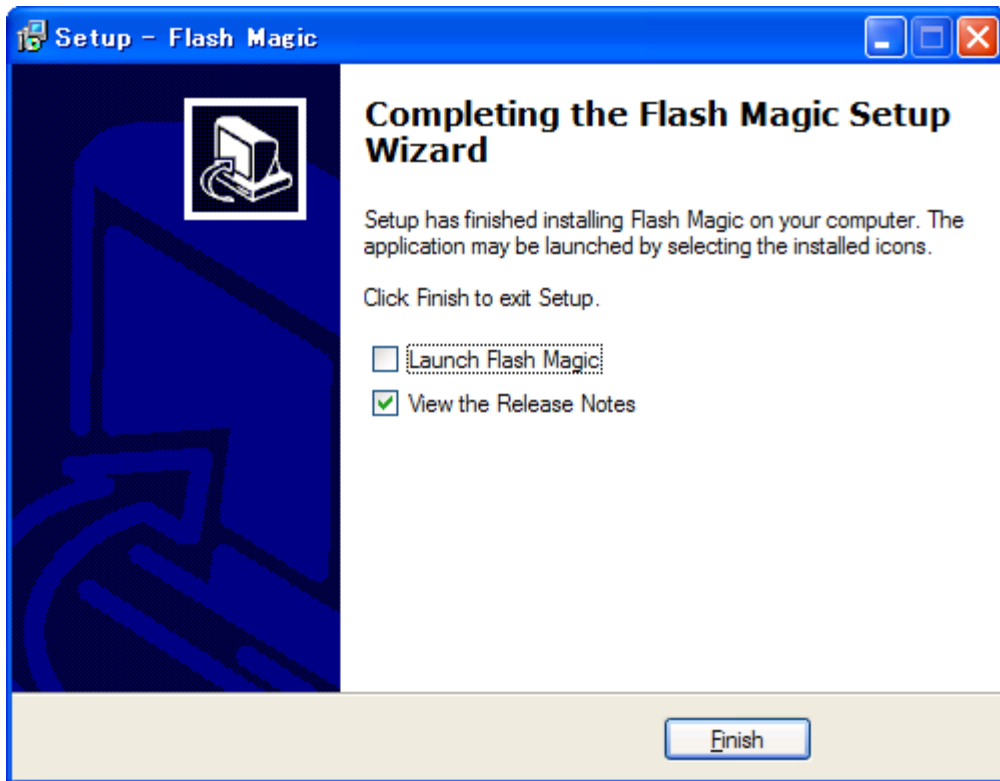 Setup - Flash Magic
Completing the Flash Magic Setup
Wizard
Setup has finished installing Flash Magic on your computer. The
application may be launched by selecting the installed icons.
Click Finish to exit Setup.
Launch Flash Magic
View the Release Notes
Finish